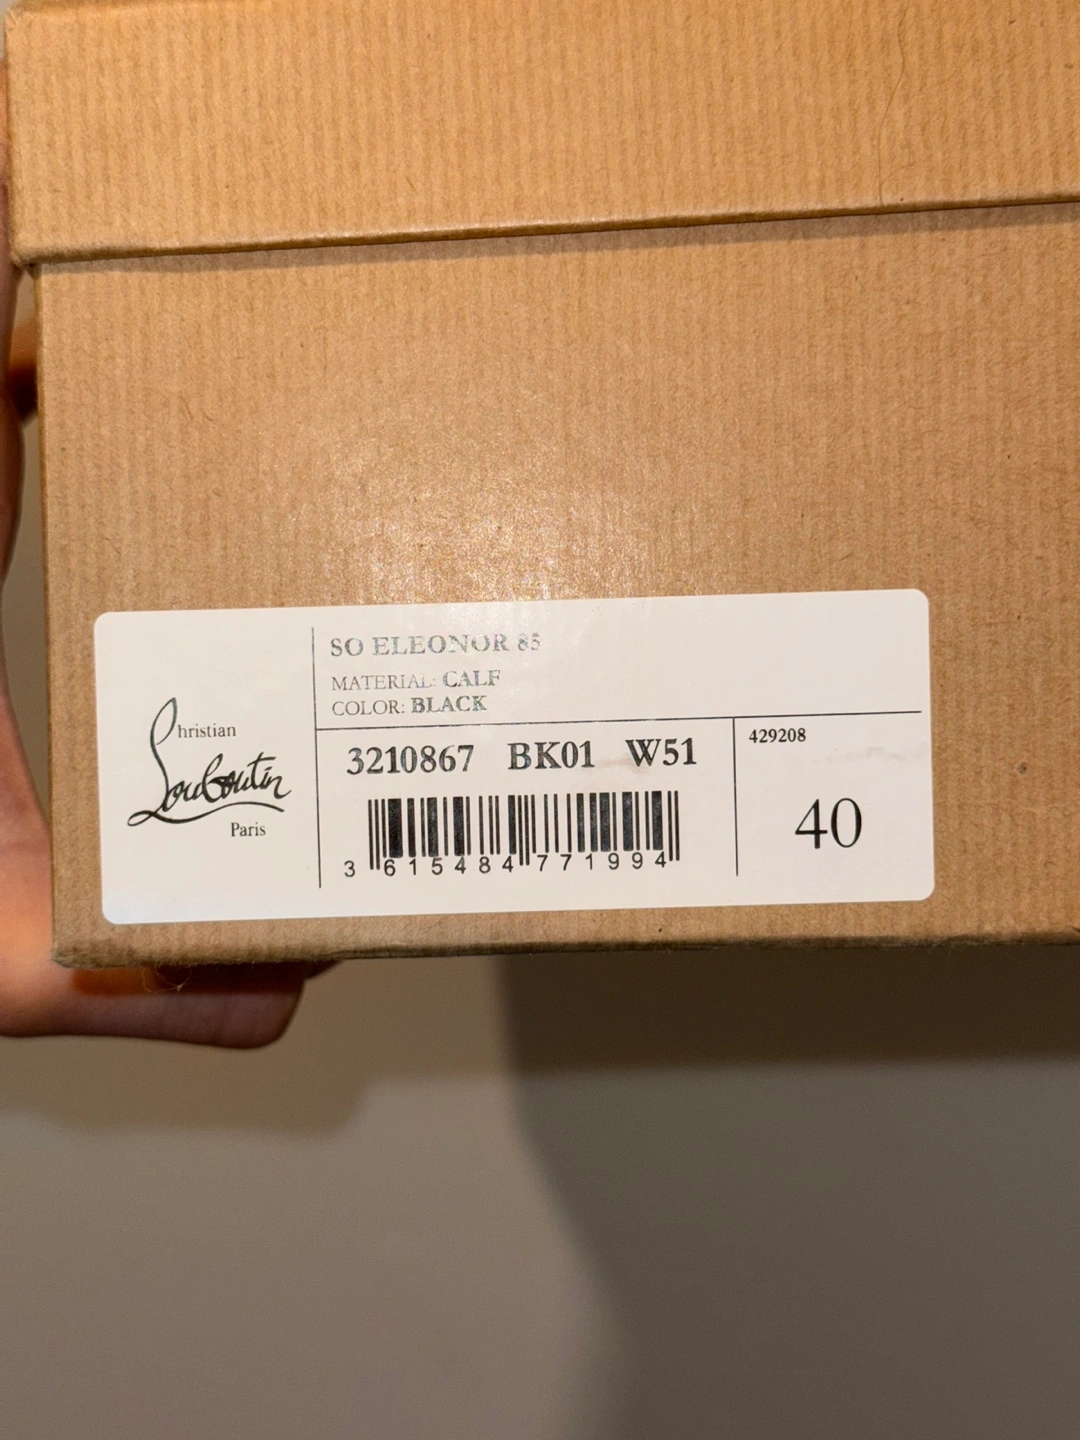 Christian
Louboutin
Paris
SO ELEONOR 85
MATERIAL: CALF
COLOR: BLACK
3210867 BK01 W51
3 615484 771994
429208
40